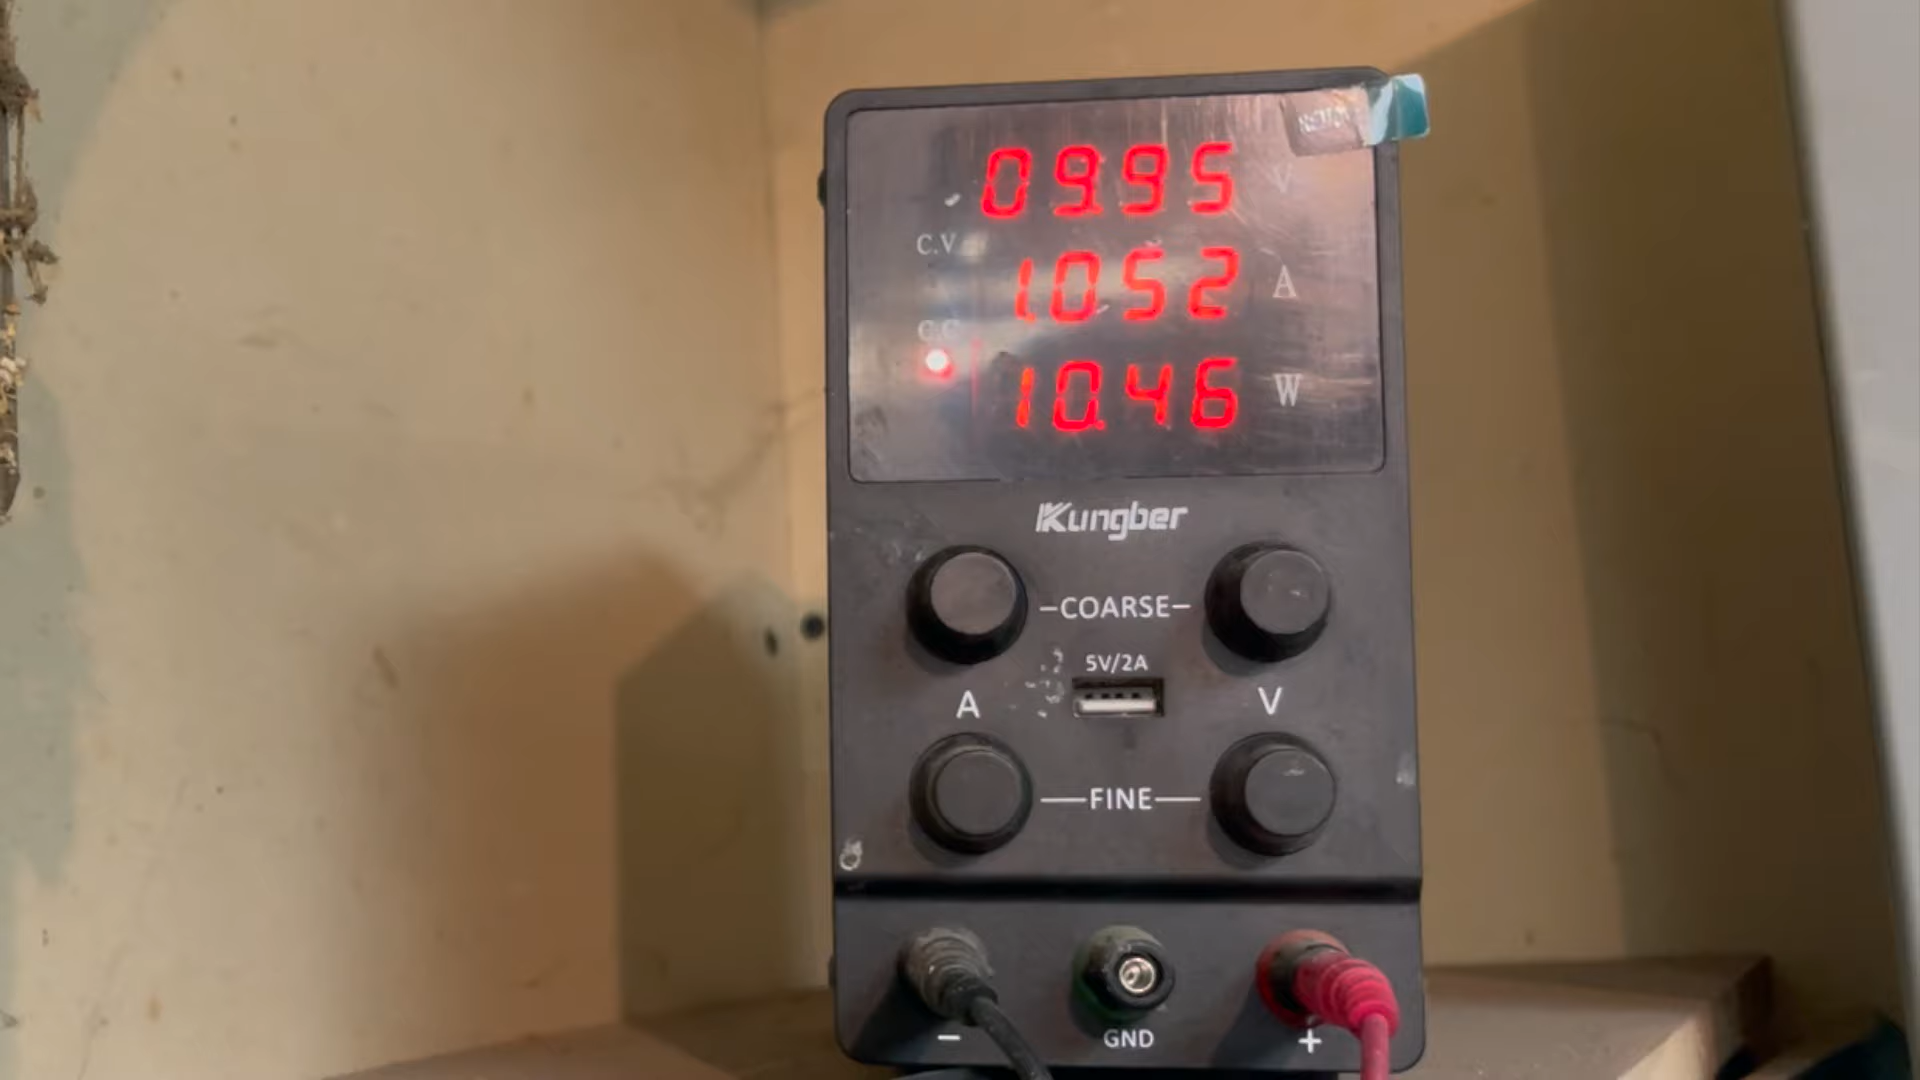 09.95 V
C.V
1.052 A
C.C
10.46 W
Kungber
COARSE
5V/2A
A V
FINE
GND
- +